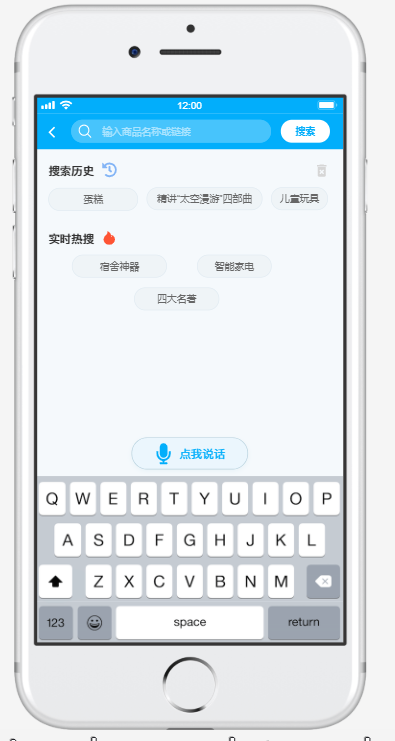 12:00
输入商品名称或链接 搜索
搜索历史
蛋糕 精讲"太空漫游"四部曲 儿童玩具
实时热搜
宿舍神器 智能家电
四大名著
点我说话
Q W E R T Y U I O P
A S D F G H J K L
Z X C V B N M
123 space return